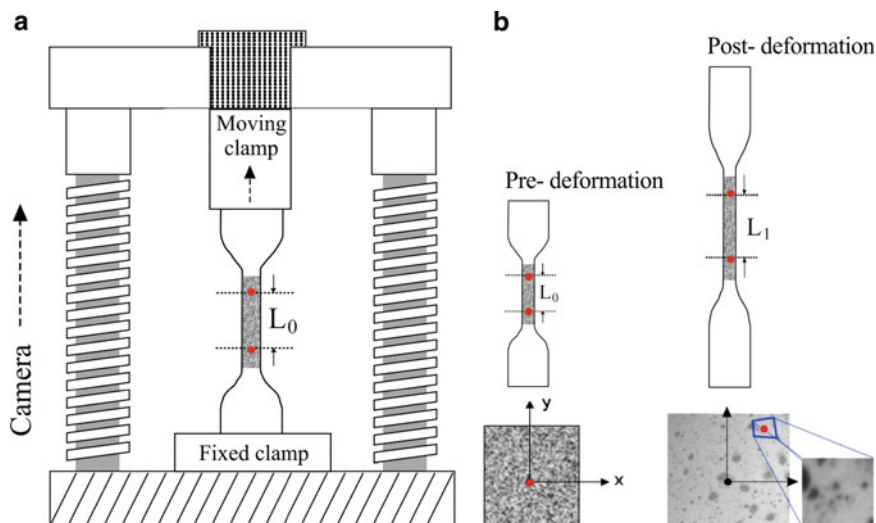 a
Moving
clamp
Camera
L₀
Fixed clamp
b
Post- deformation
Pre- deformation
L₁
L₀
y
x